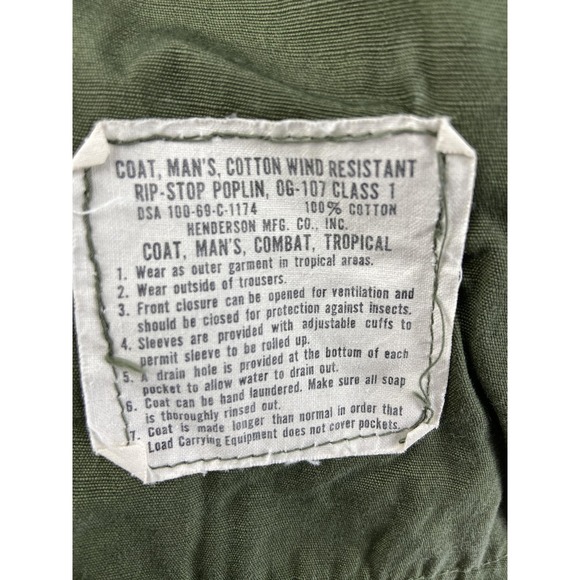 COAT, MAN'S, COTTON WIND RESISTANT
RIP-STOP POPLIN, OG-107 CLASS 1
DSA 100-69-C-1174 100% COTTON
HENDERSON MFG. CO., INC.
COAT, MAN'S, COMBAT, TROPICAL
1. Wear as outer garment in tropical areas.
2. Wear outside of trousers.
3. Front closure can be opened for ventilation and
should be closed for protection against insects.
4. Sleeves are provided with adjustable cuffs to
permit sleeve to be rolled up.
5. A drain hole is provided at the bottom of each
pocket to allow water to drain out.
6. Coat can be hand laundered. Make sure all soap
is thoroughly rinsed out.
7. Coat is made longer than normal in order that
Load Carrying Equipment does not cover pockets.